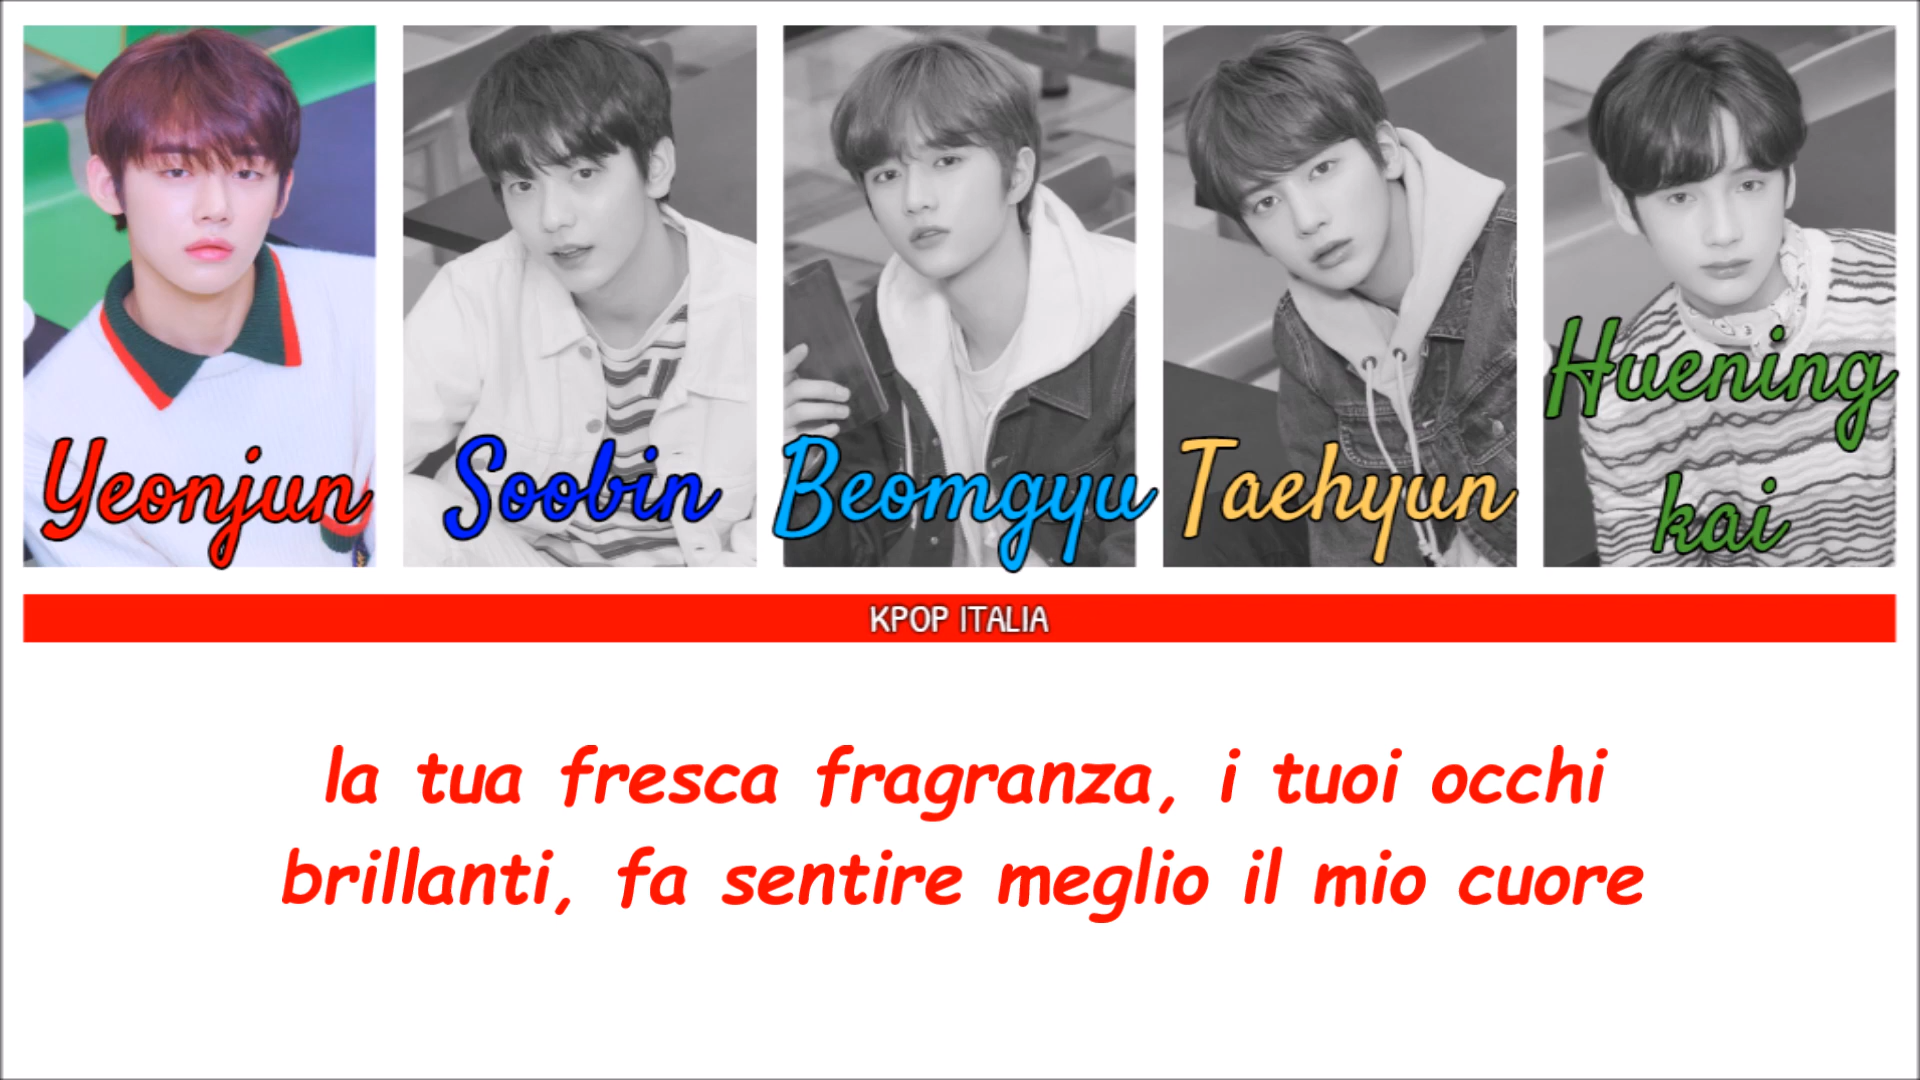 Yeonjun
Soobin
Beomgyu
Taehyun
Huening
kai
KPOP ITALIA
la tua fresca fragranza, i tuoi occhi
brillanti, fa sentire meglio il mio cuore